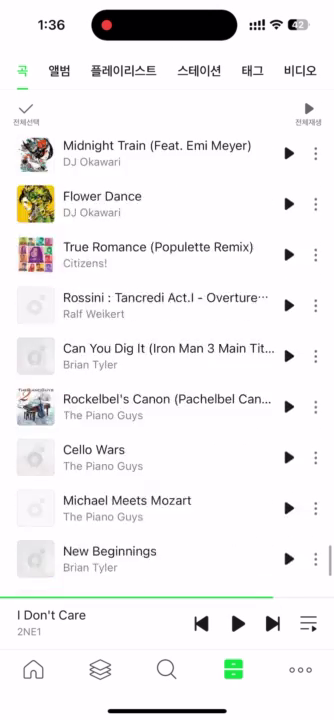 1:36
42
곡 앨범 플레이리스트 스테이션 태그 비디오
전체선택 전체재생
Midnight Train (Feat. Emi Meyer)
DJ Okawari
Flower Dance
DJ Okawari
True Romance (Populette Remix)
Citizens!
Rossini : Tancredi Act.I - Overture…
Ralf Weikert
Can You Dig It (Iron Man 3 Main Tit...
Brian Tyler
Rockelbel's Canon (Pachelbel Can...
The Piano Guys
Cello Wars
The Piano Guys
Michael Meets Mozart
The Piano Guys
New Beginnings
Brian Tyler
I Don't Care
2NE1